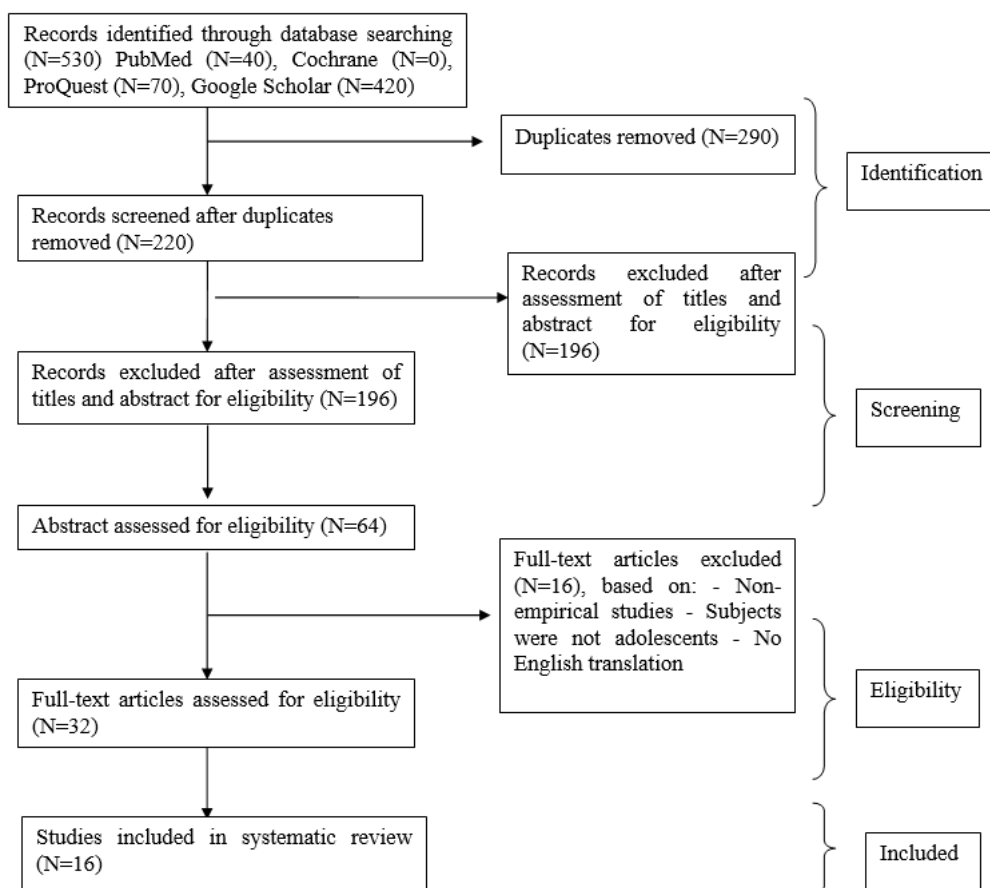 Records identified through database searching
(N=530) PubMed (N=40), Cochrane (N=0),
ProQuest (N=70), Google Scholar (N=420)
Duplicates removed (N=290)
Identification
Records screened after duplicates
removed (N=220)
Records excluded after
assessment of titles and
abstract for eligibility
(N=196)
Records excluded after assessment of
titles and abstract for eligibility (N=196)
Screening
Abstract assessed for eligibility (N=64)
Full-text articles excluded
(N=16), based on: - Non-
empirical studies - Subjects
were not adolescents - No
English translation
Eligibility
Full-text articles assessed for eligibility
(N=32)
Studies included in systematic review
(N=16)
Included